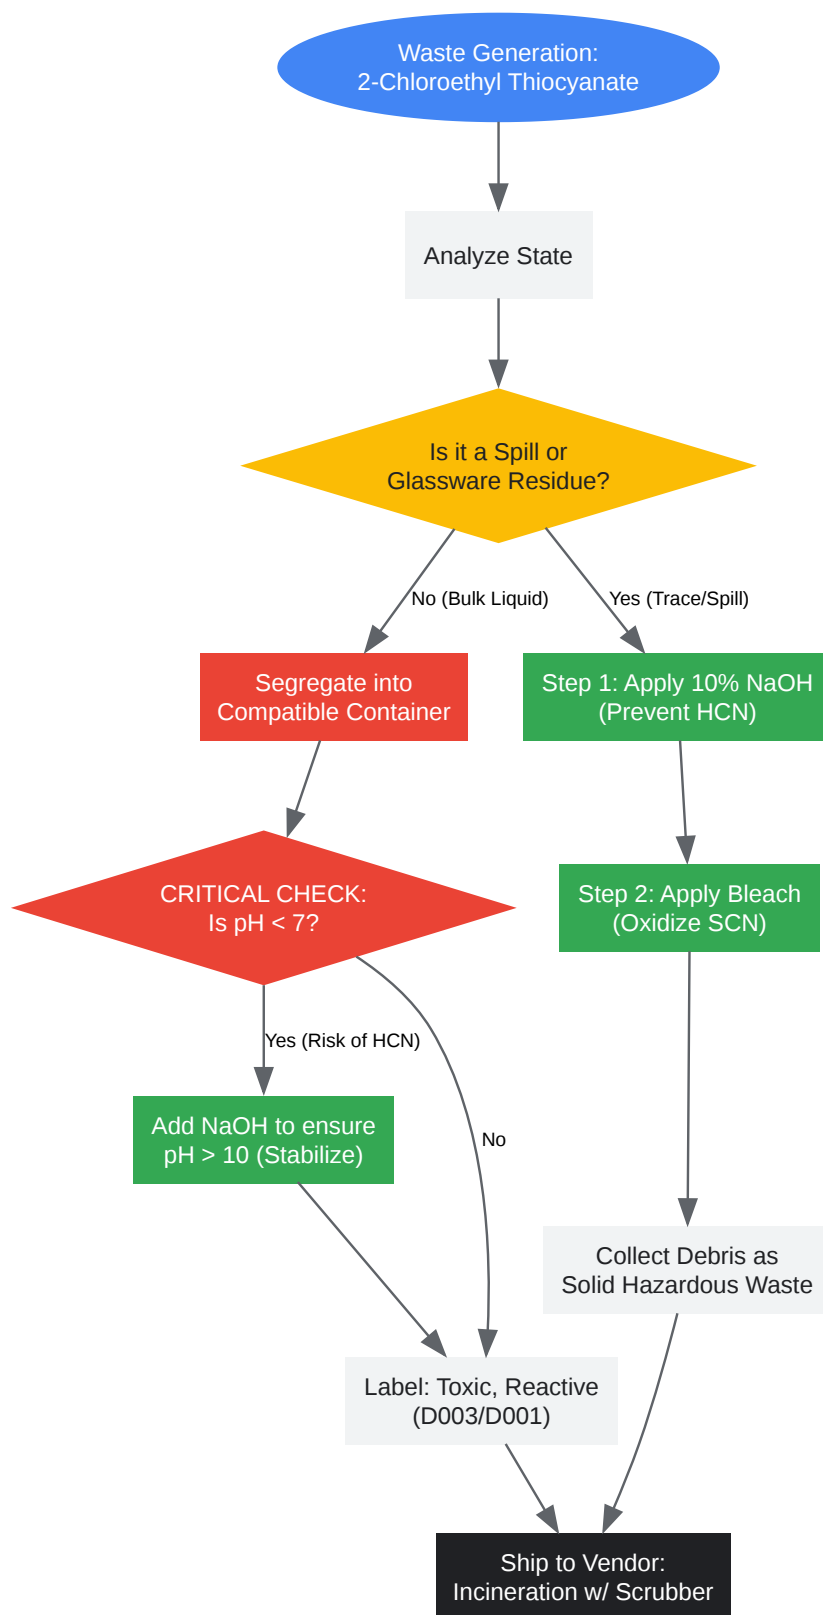 Waste Generation:
2-Chloroethyl Thiocyanate
Analyze State
Is it a Spill or
Glassware Residue?
No (Bulk Liquid)
Yes (Trace/Spill)
Segregate into
Compatible Container
Step 1: Apply 10% NaOH
(Prevent HCN)
CRITICAL CHECK:
Is pH < 7?
Step 2: Apply Bleach
(Oxidize SCN)
Yes (Risk of HCN)
Add NaOH to ensure
pH > 10 (Stabilize)
No
Collect Debris as
Solid Hazardous Waste
Label: Toxic, Reactive
(D003/D001)
Ship to Vendor:
Incineration w/ Scrubber